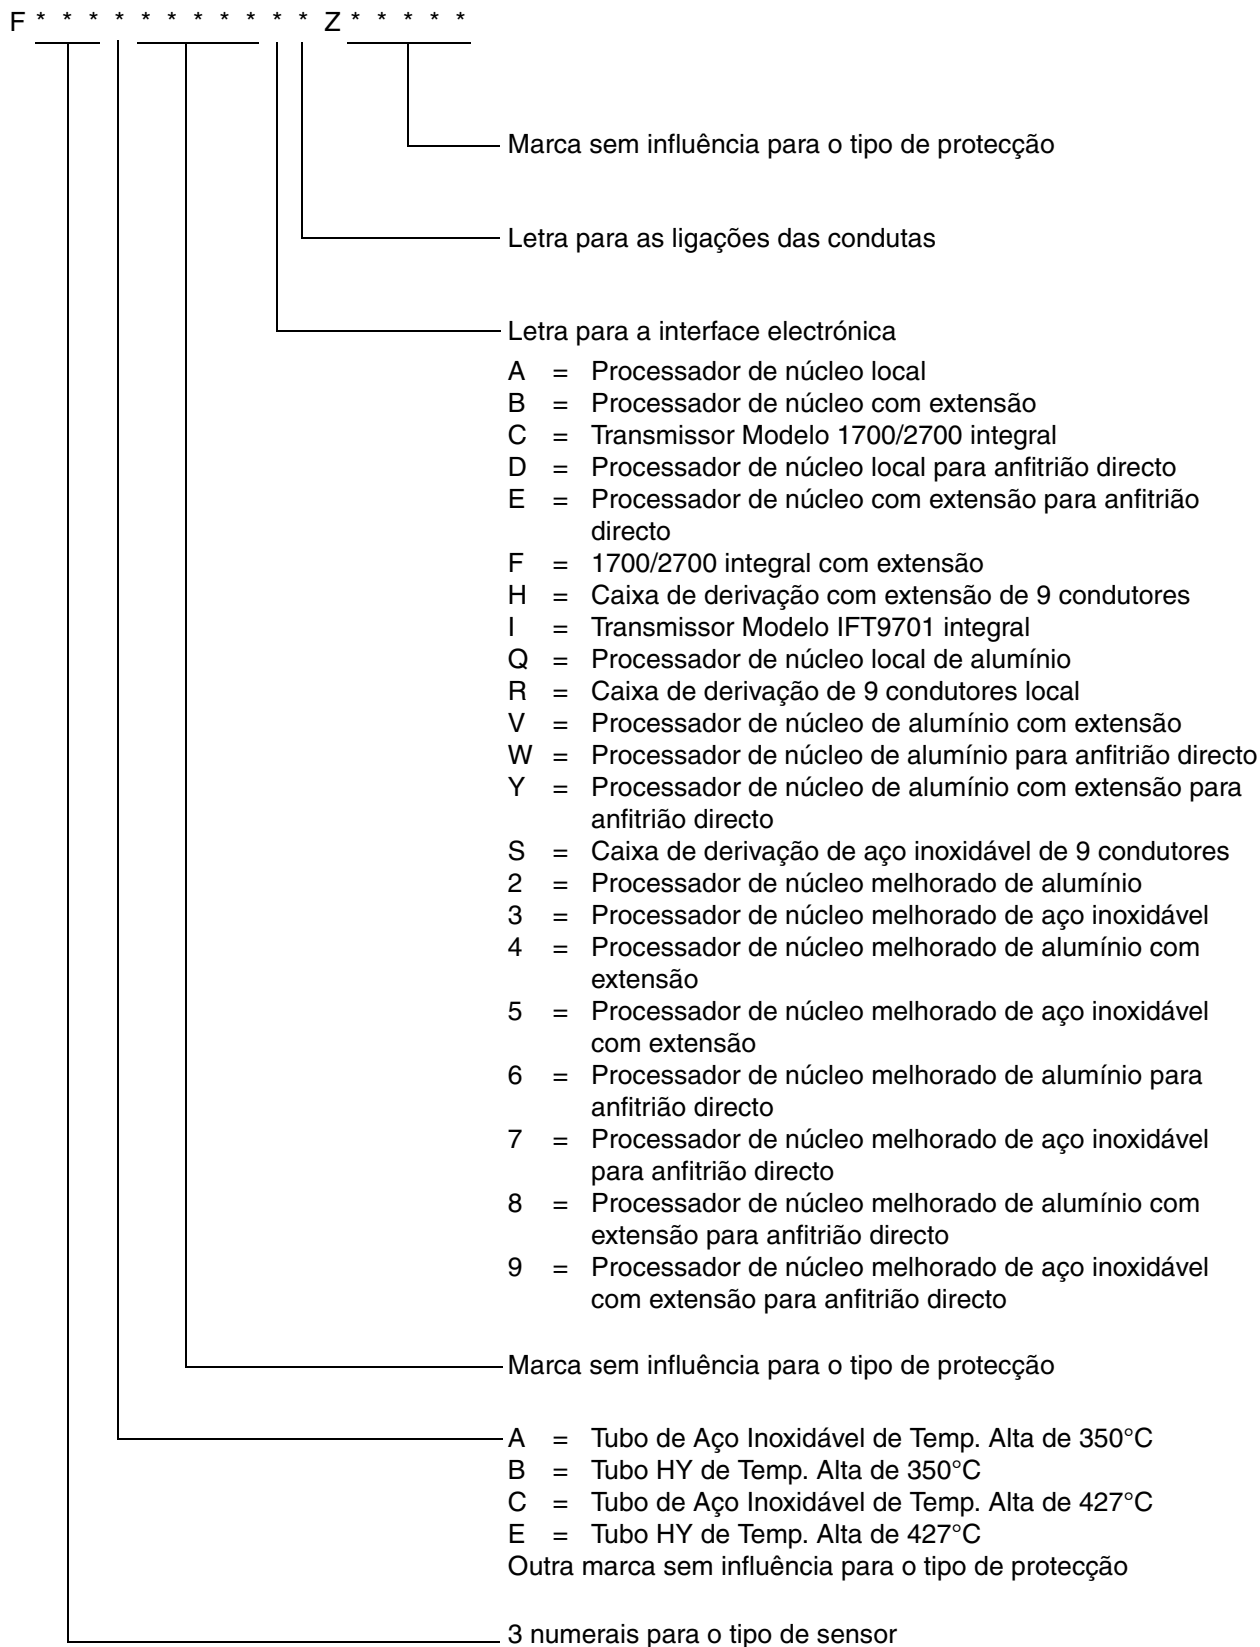 F * * * * * * * * * * * Z * * * * *
Marca sem influência para o tipo de protecção
Letra para as ligações das condutas
Letra para a interface electrónica
A = Processador de núcleo local
B = Processador de núcleo com extensão
C = Transmissor Modelo 1700/2700 integral
D = Processador de núcleo local para anfitrião directo
E = Processador de núcleo com extensão para anfitrião
directo
F = 1700/2700 integral com extensão
H = Caixa de derivação com extensão de 9 condutores
I = Transmissor Modelo IFT9701 integral
Q = Processador de núcleo local de alumínio
R = Caixa de derivação de 9 condutores local
V = Processador de núcleo de alumínio com extensão
W = Processador de núcleo de alumínio para anfitrião directo
Y = Processador de núcleo de alumínio com extensão para
anfitrião directo
S = Caixa de derivação de aço inoxidável de 9 condutores
2 = Processador de núcleo melhorado de alumínio
3 = Processador de núcleo melhorado de aço inoxidável
4 = Processador de núcleo melhorado de alumínio com
extensão
5 = Processador de núcleo melhorado de aço inoxidável
com extensão
6 = Processador de núcleo melhorado de alumínio para
anfitrião directo
7 = Processador de núcleo melhorado de aço inoxidável
para anfitrião directo
8 = Processador de núcleo melhorado de alumínio com
extensão para anfitrião directo
9 = Processador de núcleo melhorado de aço inoxidável
com extensão para anfitrião directo
Marca sem influência para o tipo de protecção
A = Tubo de Aço Inoxidável de Temp. Alta de 350°C
B = Tubo HY de Temp. Alta de 350°C
C = Tubo de Aço Inoxidável de Temp. Alta de 427°C
E = Tubo HY de Temp. Alta de 427°C
Outra marca sem influência para o tipo de protecção
3 numerais para o tipo de sensor